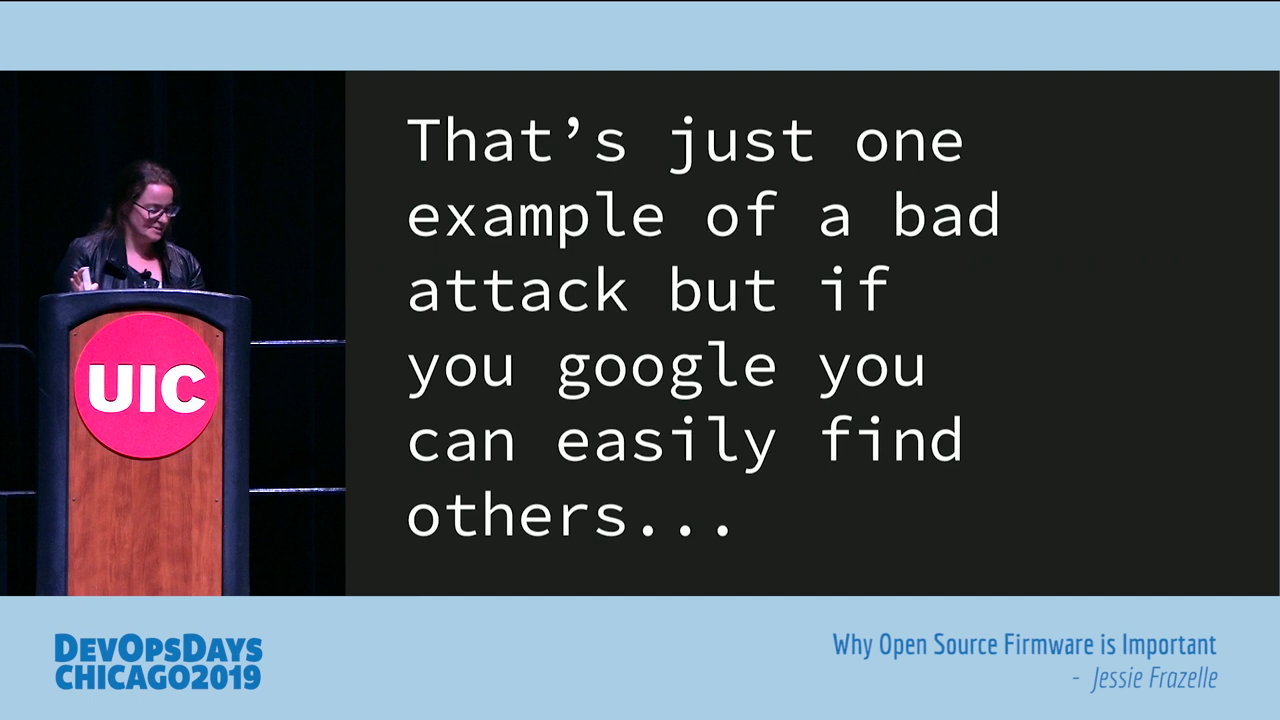 That’s just one
example of a bad
attack but if
you google you
can easily find
others...
UIC
DEVOPSDAYS
CHICAGO2019
Why Open Source Firmware is Important
- Jessie Frazelle